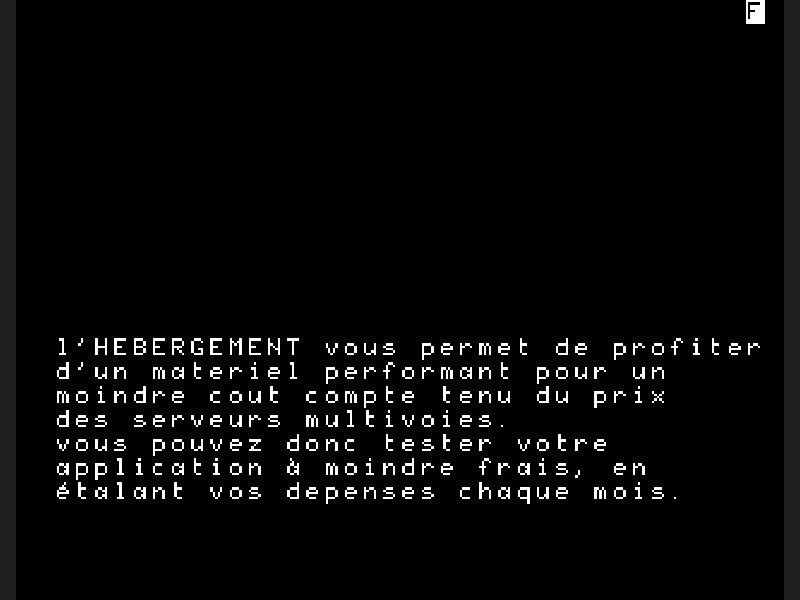 F
l'HEBERGEMENT vous permet de profiter
d'un materiel performant pour un
moindre cout compte tenu du prix
des serveurs multivoies.
vous pouvez donc tester votre
application à moindre frais, en
étalant vos depenses chaque mois.